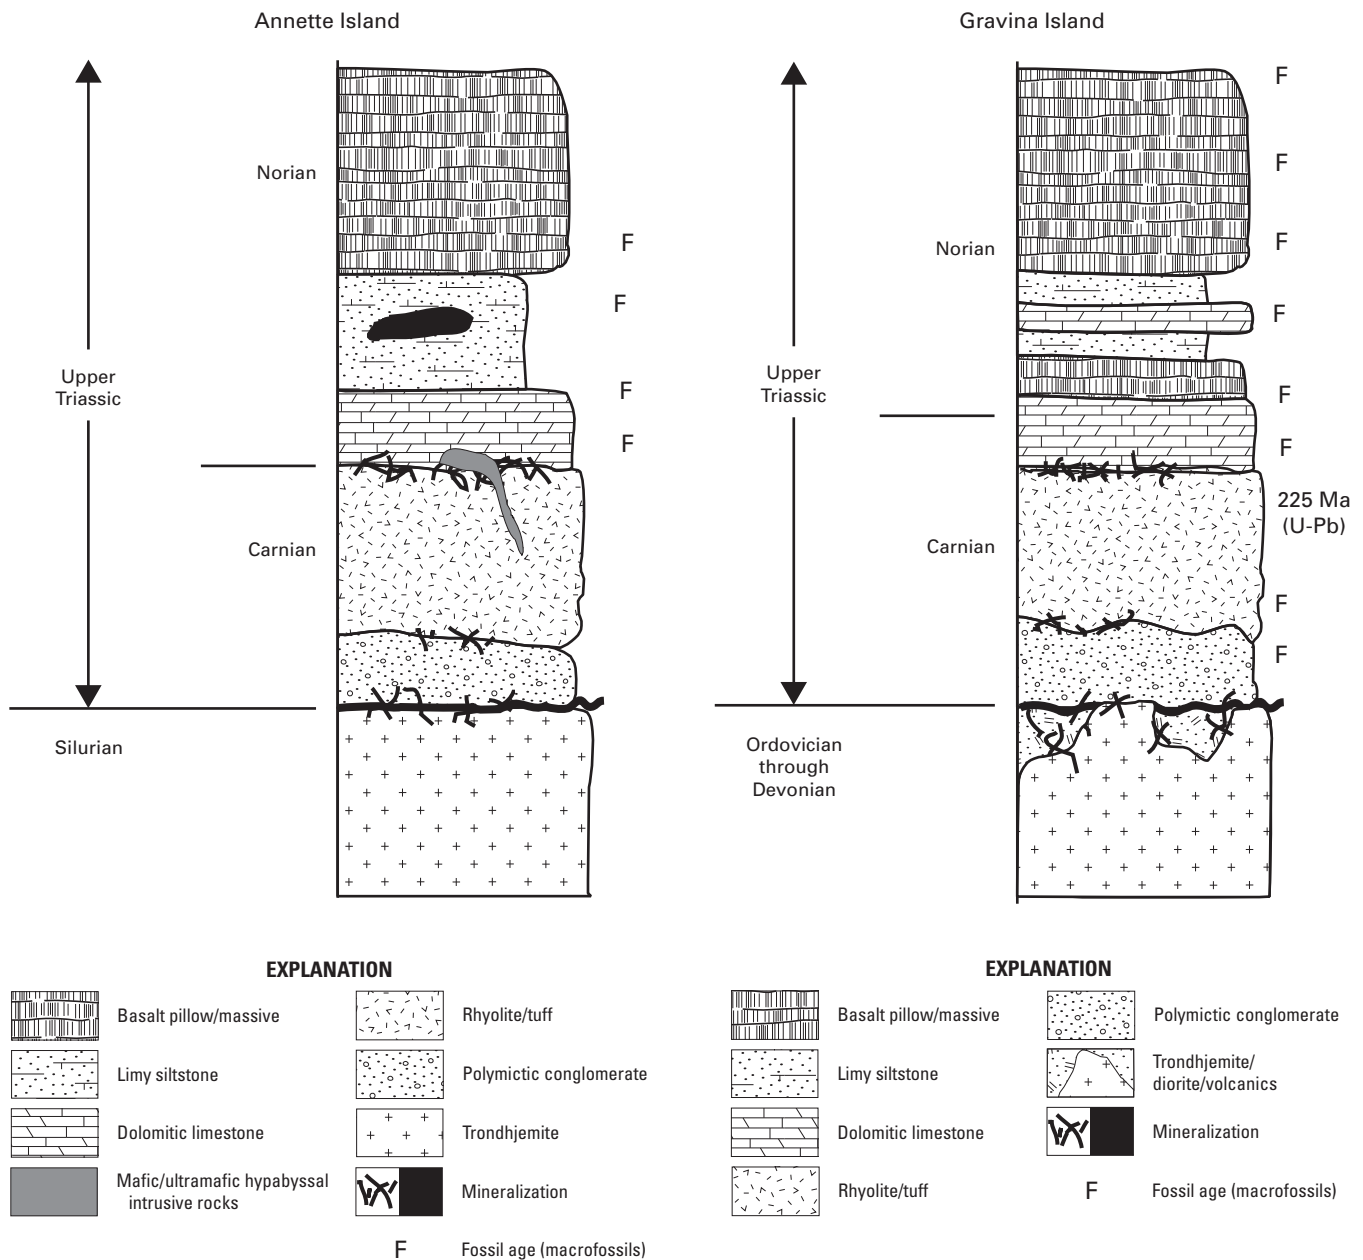 Annette Island
Norian
F
F
F
F
Upper
Triassic
Carnian
Silurian
Gravina Island
F
F
Norian
F
F
Upper
Triassic
F
F
225 Ma
(U-Pb)
Carnian
F
F
Ordovician
through
Devonian
EXPLANATION
Basalt pillow/massive
Limy siltstone
Dolomitic limestone
Mafic/ultramafic hypabyssal
intrusive rocks
Rhyolite/tuff
Polymictic conglomerate
Trondhjemite
Mineralization
F Fossil age (macrofossils)
EXPLANATION
Basalt pillow/massive
Limy siltstone
Dolomitic limestone
Rhyolite/tuff
Polymictic conglomerate
Trondhjemite/
diorite/volcanics
Mineralization
F Fossil age (macrofossils)